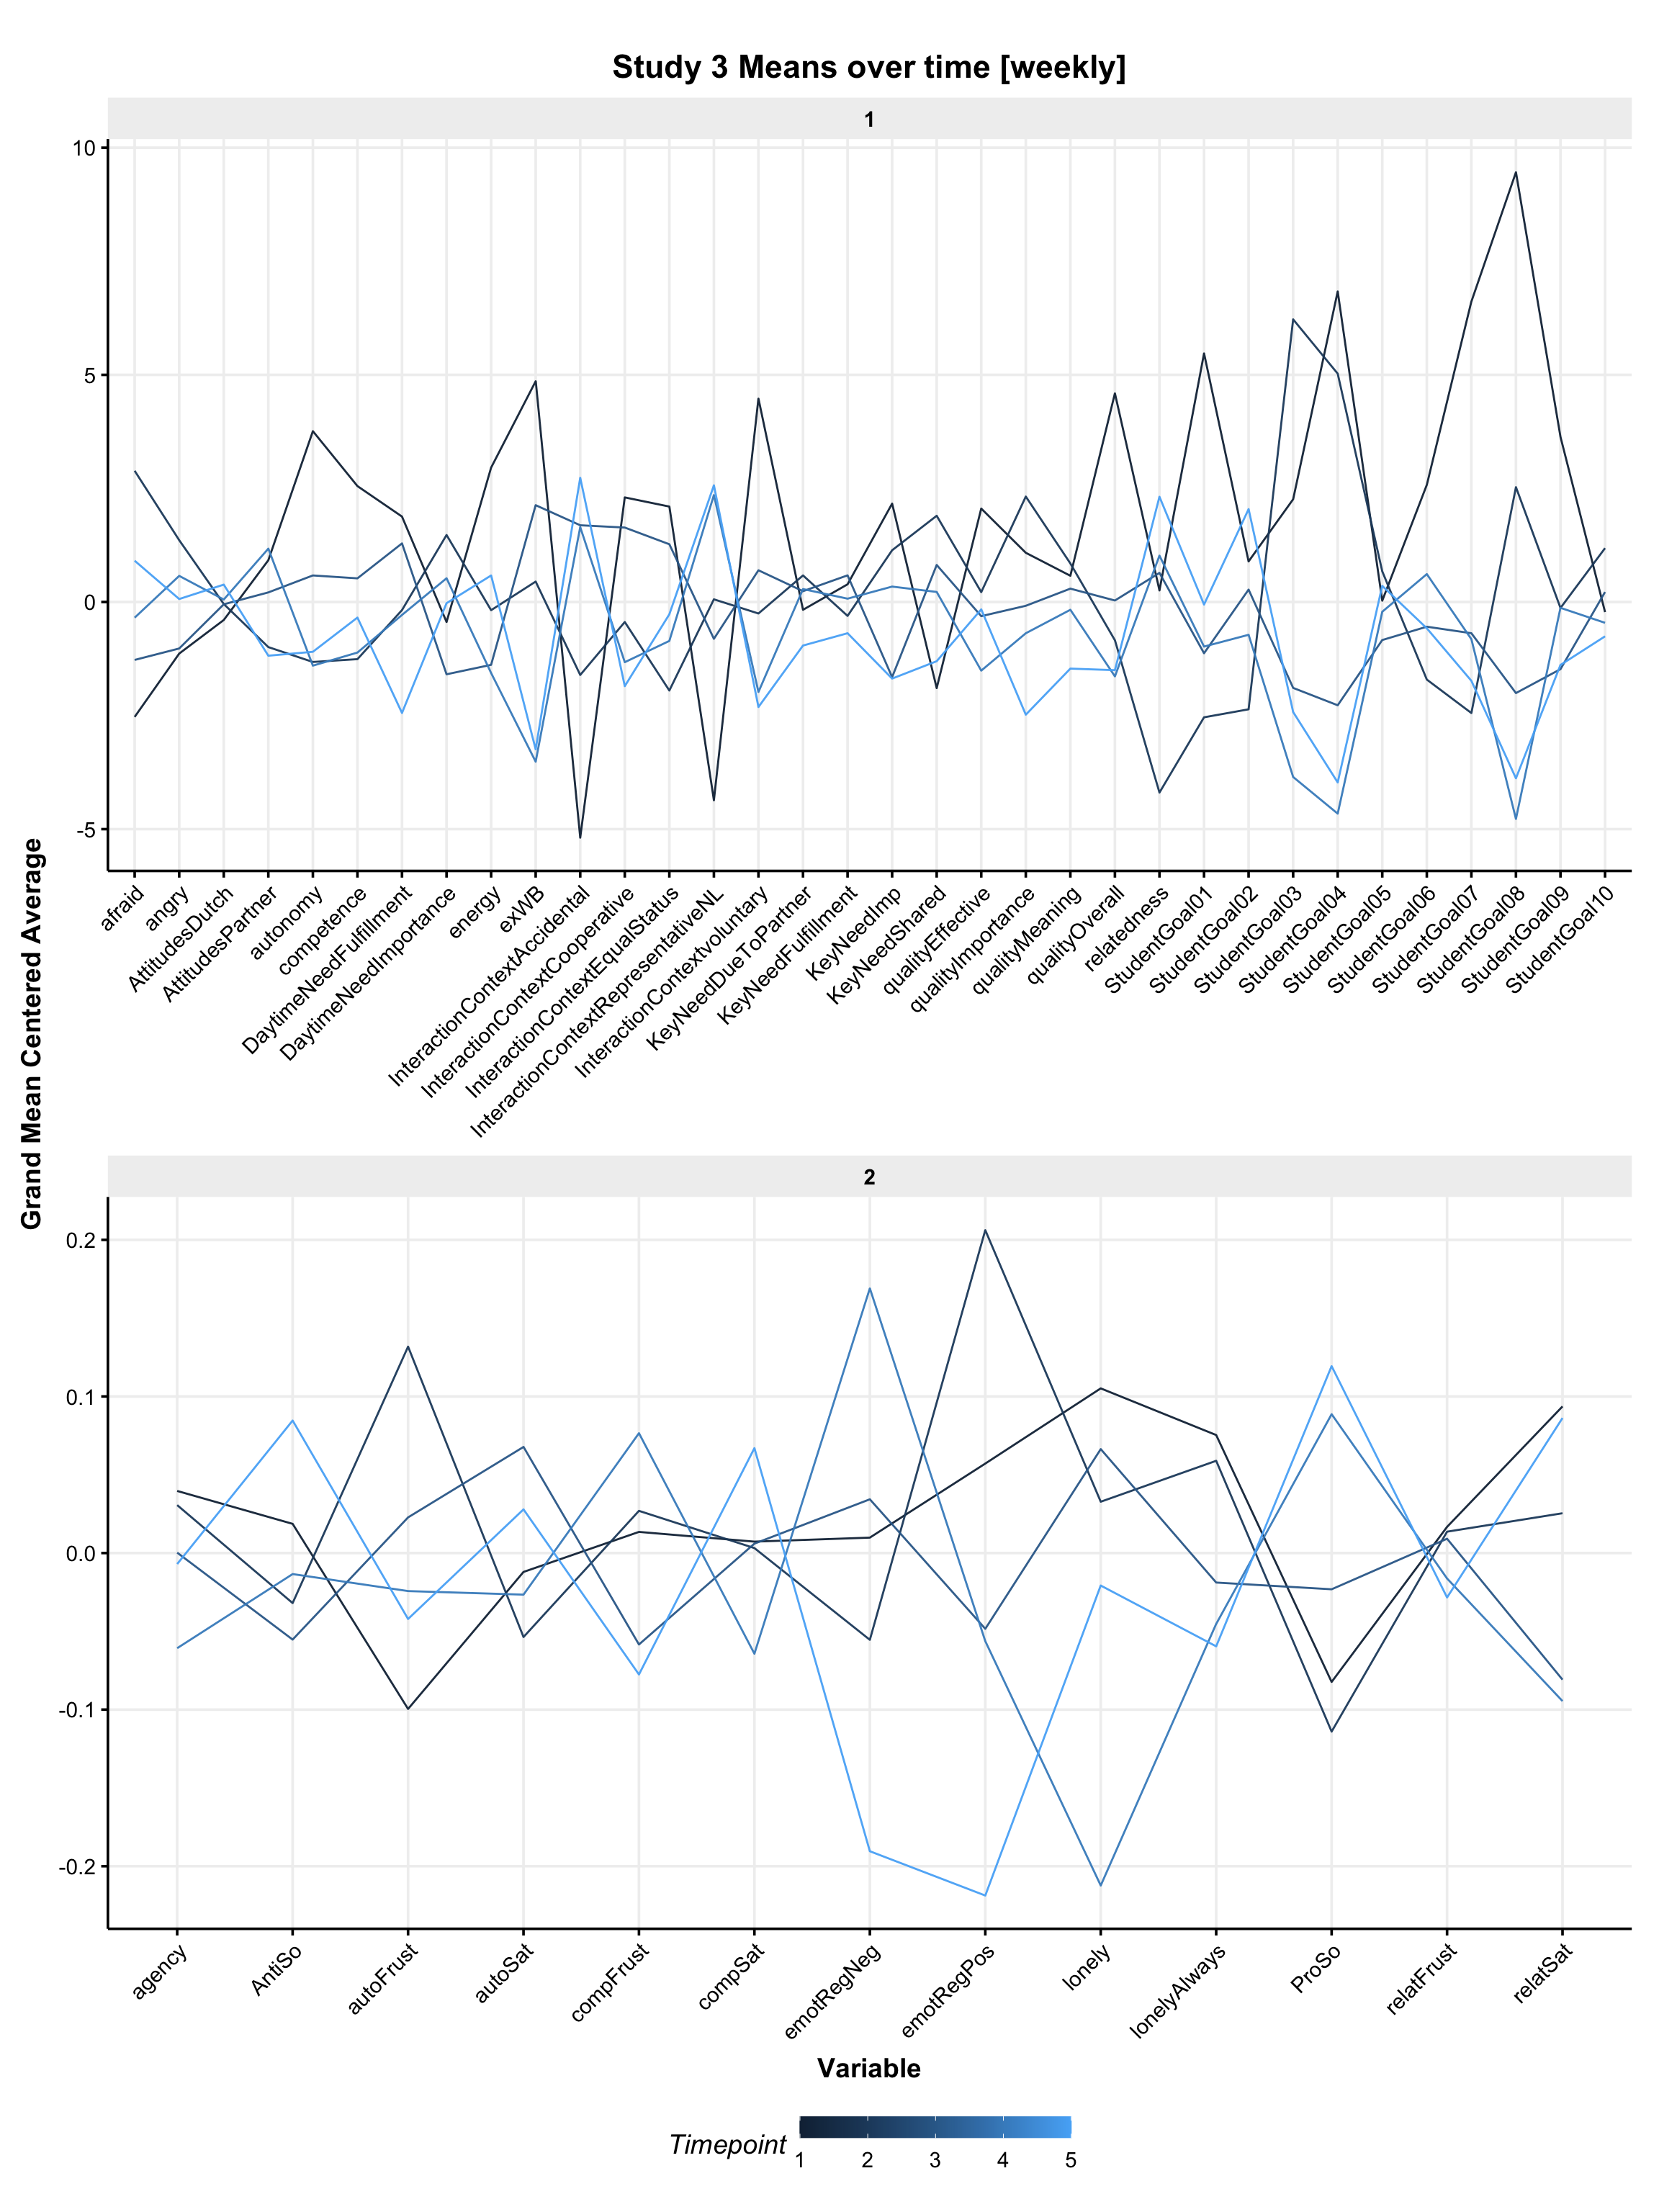 Study 3 Means over time [weekly]
1
10
5
0
-5
afraid
angry
AttitudesDutch
AttitudesPartner
autonomy
competence
DaytimeNeedFulfillment
DaytimeNeedImportance
energy
exWB
InteractionContextAccidental
InteractionContextCooperative
InteractionContextEqualStatus
InteractionContextRepresentativeNL
InteractionContextvoluntary
KeyNeedDueToPartner
KeyNeedFulfillment
KeyNeedImp
KeyNeedShared
qualityEffective
qualityImportance
qualityMeaning
qualityOverall
relatedness
StudentGoal01
StudentGoal02
StudentGoal03
StudentGoal04
StudentGoal05
StudentGoal06
StudentGoal07
StudentGoal08
StudentGoal09
StudentGoal10
Grand Mean Centered Average
2
0.2
0.1
0.0
-0.1
-0.2
agency
AntiSo
autoFrust
autoSat
compFrust
compSat
emotRegNeg
emotRegPos
lonely
lonelyAlways
ProSo
relatFrust
relatSat
Variable
Timepoint
1 2 3 4 5